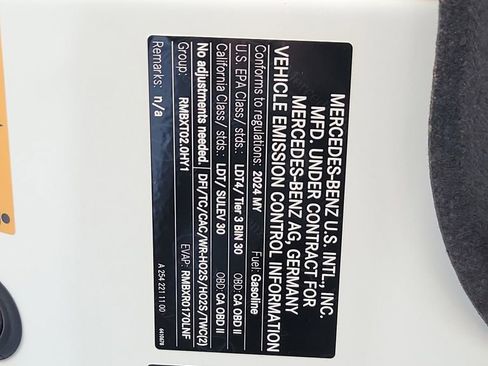 MERCEDES-BENZ U.S. INTL., INC.
MFD. UNDER CONTRACT FOR
MERCEDES-BENZ AG, GERMANY
VEHICLE EMISSION CONTROL INFORMATION
Conforms to regulations: 2024 MY Fuel: Gasoline
U.S. EPA Class/ stds.: LDT4/ Tier 3 BIN 30 OBD: CA OBD II
California Class/ stds.: LDT/ SULEV 30 OBD: CA OBD II
No adjustments needed. DFI/TC/CAC/WR-HO2S/HO2S/TWC(2)
Group: RMBXT02.0HY1 EVAP: RMBXR0170LNF
Remarks: n/a A 254 221 11 00